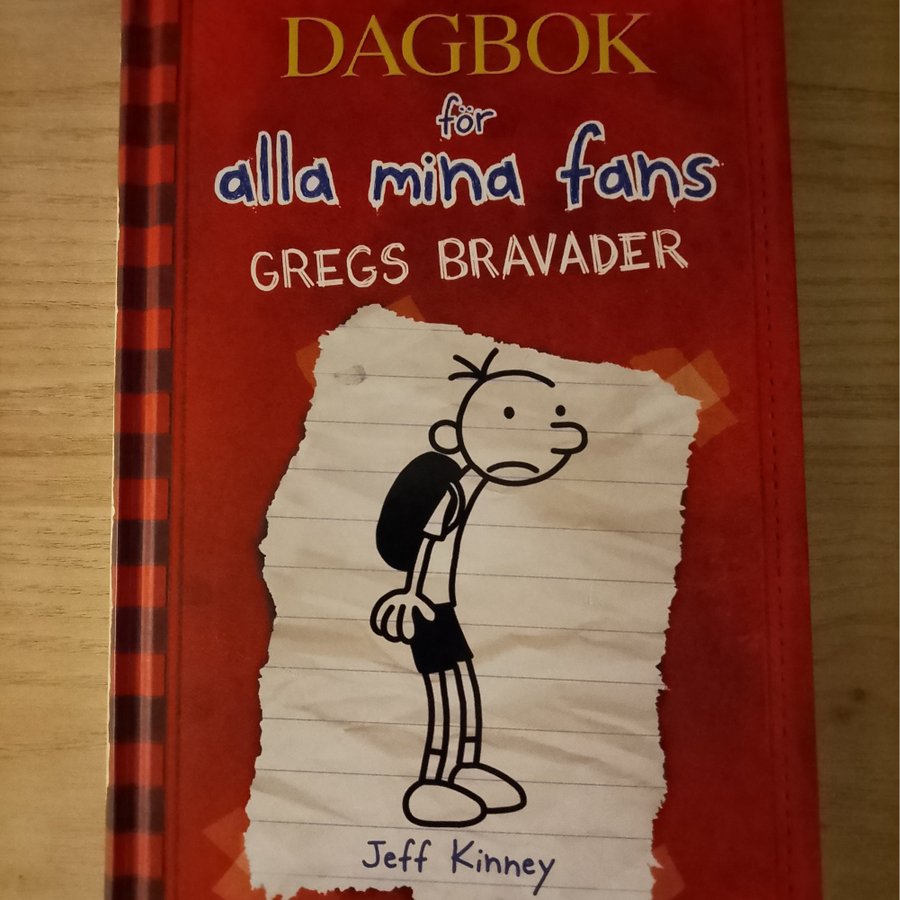 DAGBOK
för
alla mina fans
GREGS BRAVADER
Jeff Kinney